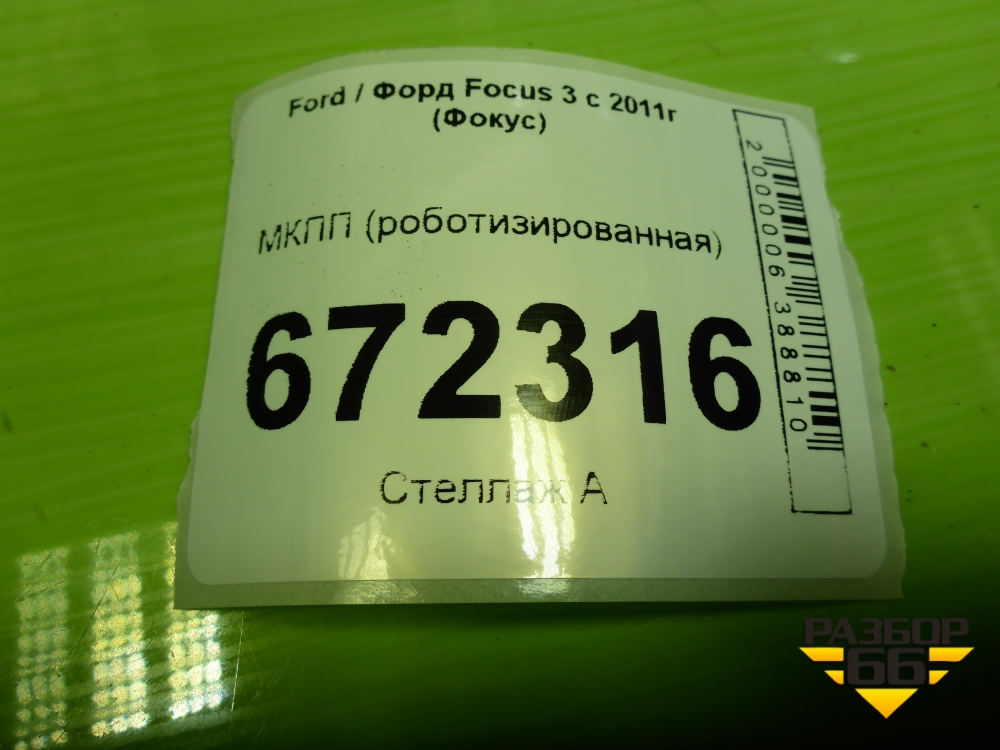 Ford / Форд Focus 3 с 2011г
(Фокус)
МКПП (роботизированная)
672316
Стеллаж А
2000006388810
РАЗБОР
66